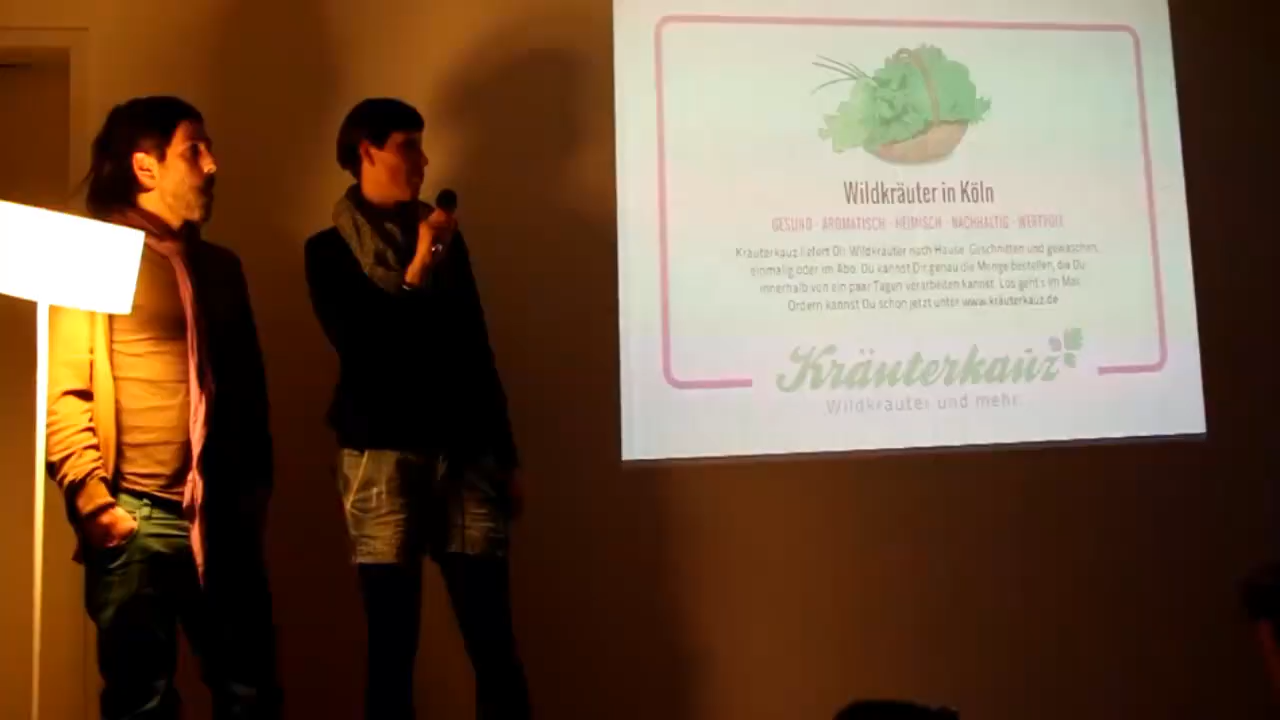 Wildkräuter in Köln
GESUND · AROMATISCH · HEIMISCH · NACHHALTIG · WERTVOLL
Kräuterkauz liefert Dir Wildkräuter nach Hause. Geschnitten und gewaschen,
einmalig oder im Abo. Du kannst Dir genau die Menge bestellen, die Du
innerhalb von ein paar Tagen verarbeiten kannst. Los geht's im Mai.
Ordern kannst Du schon jetzt unter www.kräuterkauz.de
Kräuterkauz
Wildkräuter und mehr